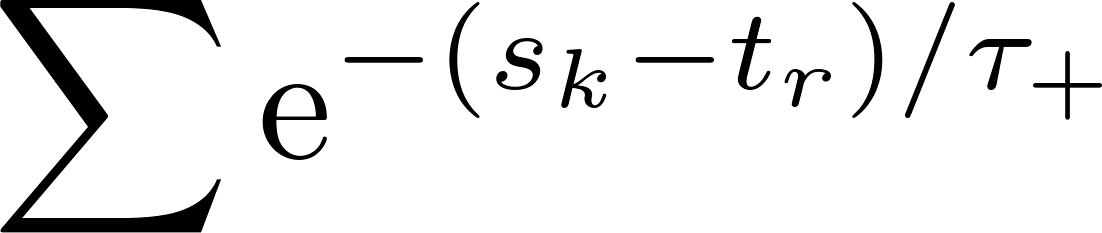 ∑ e^{-(s_k - t_r)/τ_+}